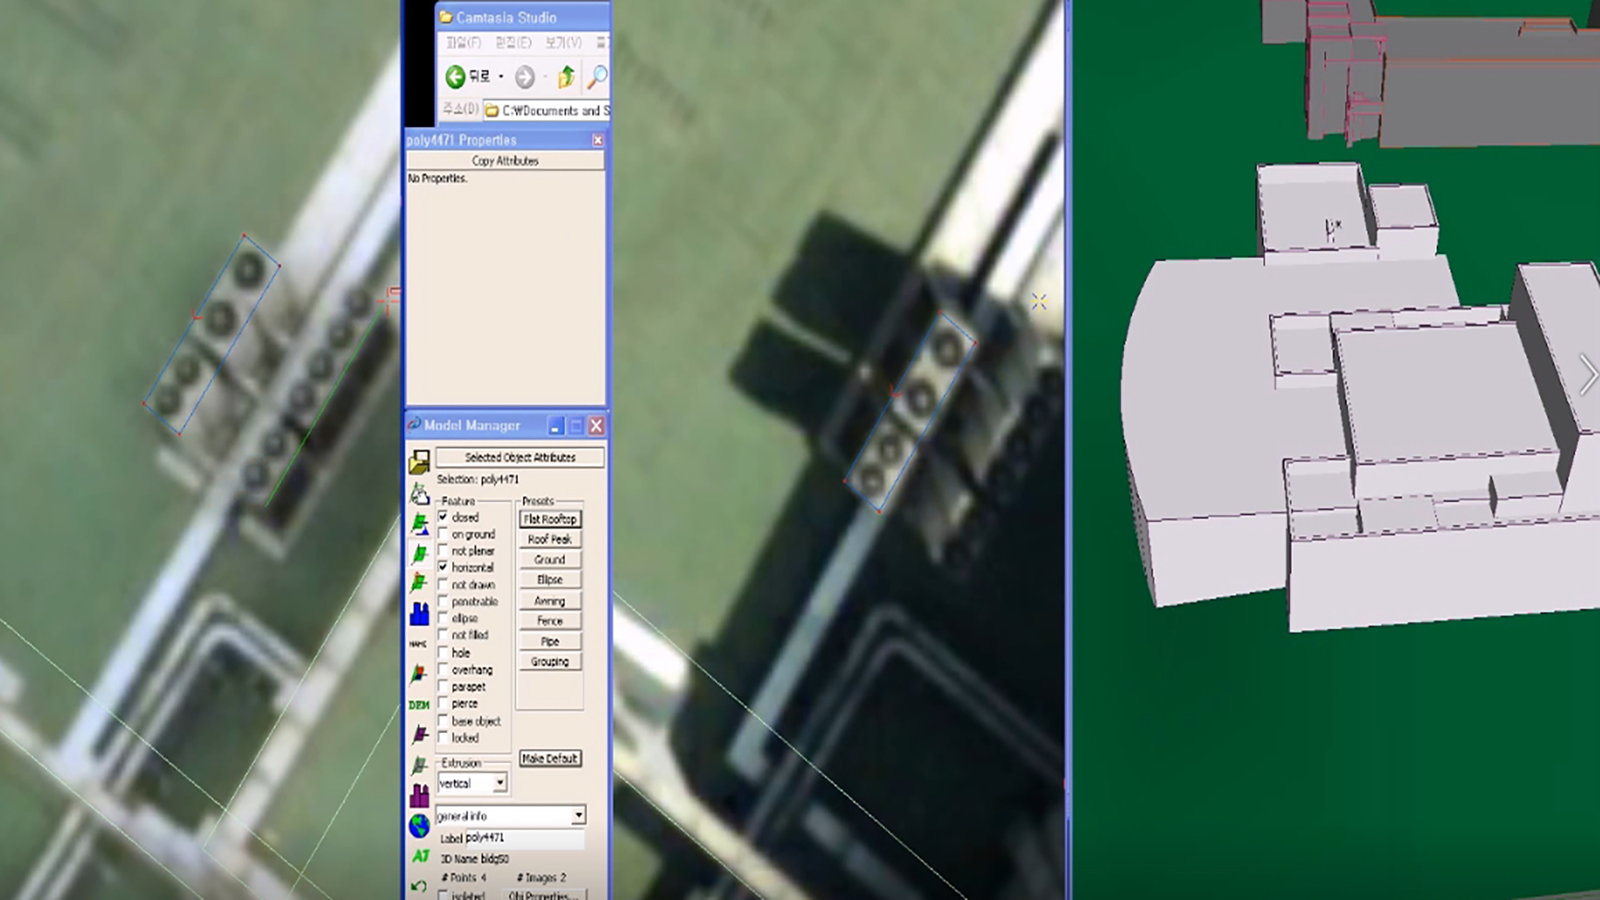 Camtasia Studio
파일(F) 편집(E) 보기(V)
뒤로
주소(D) C:\Documents and S
poly4471 Properties
Copy Attributes
No Properties.
Model Manager
Selected Object Attributes
Selection: poly4471
Feature
closed
on ground
not planar
horizontal
not drawn
penetrable
ellipse
not filled
hole
overhang
parapet
pierce
base object
locked
Presets
Flat Rooftop
Roof Peak
Ground
Ellipse
Awning
Fence
Pipe
Grouping
Make Default
NAME
DEM
AT
Extrusion
vertical
general info
Label poly4471
3D Name bldg50
# Points 4 # Images 2
isolated Obj Properties...